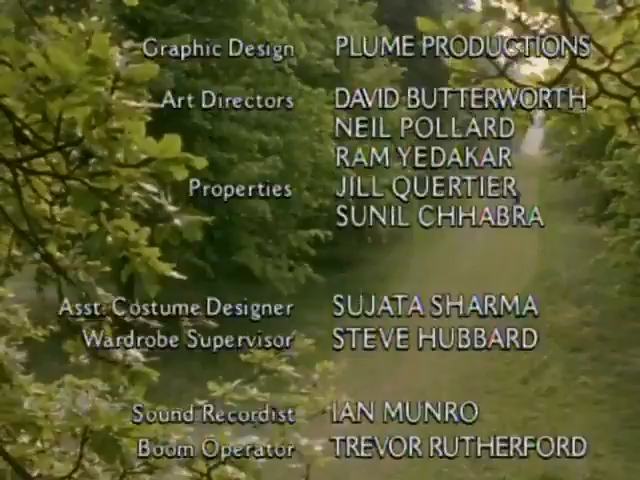 Graphic Design PLUME PRODUCTIONS
Art Directors DAVID BUTTERWORTH
NEIL POLLARD
RAM YEDAKAR
Properties JILL QUERTIER
SUNIL CHHABRA
Asst. Costume Designer SUJATA SHARMA
Wardrobe Supervisor STEVE HUBBARD
Sound Recordist IAN MUNRO
Boom Operator TREVOR RUTHERFORD